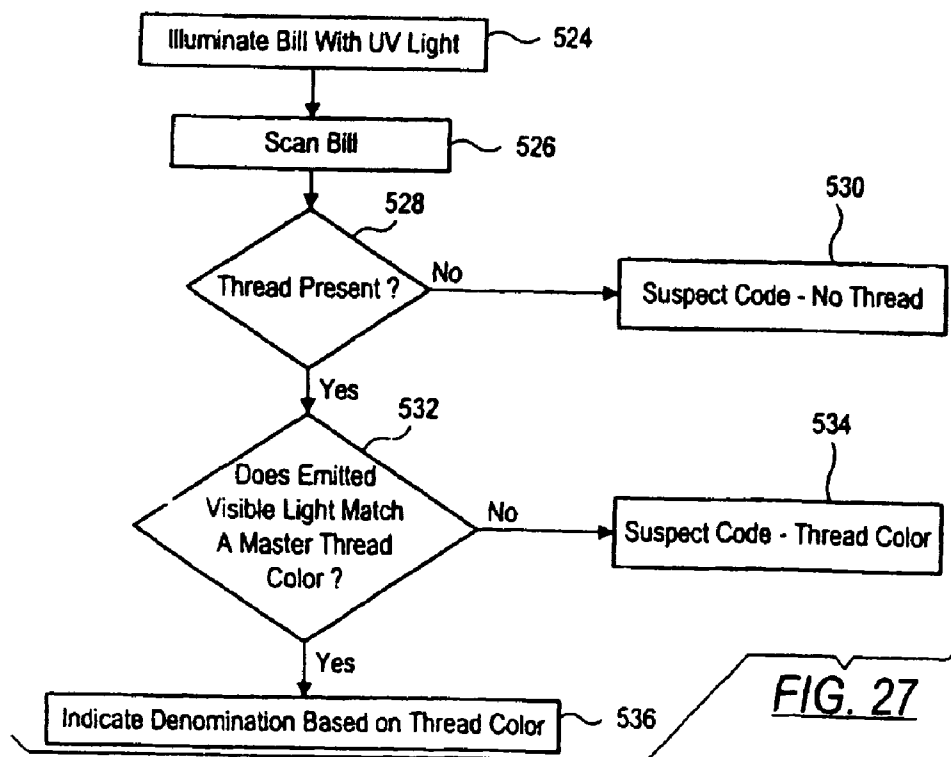 Illuminate Bill With UV Light
524
Scan Bill
526
528
Thread Present ?
No
530
Suspect Code - No Thread
Yes
532
Does Emitted
Visible Light Match
A Master Thread
Color ?
No
534
Suspect Code - Thread Color
Yes
Indicate Denomination Based on Thread Color
536
FIG. 27